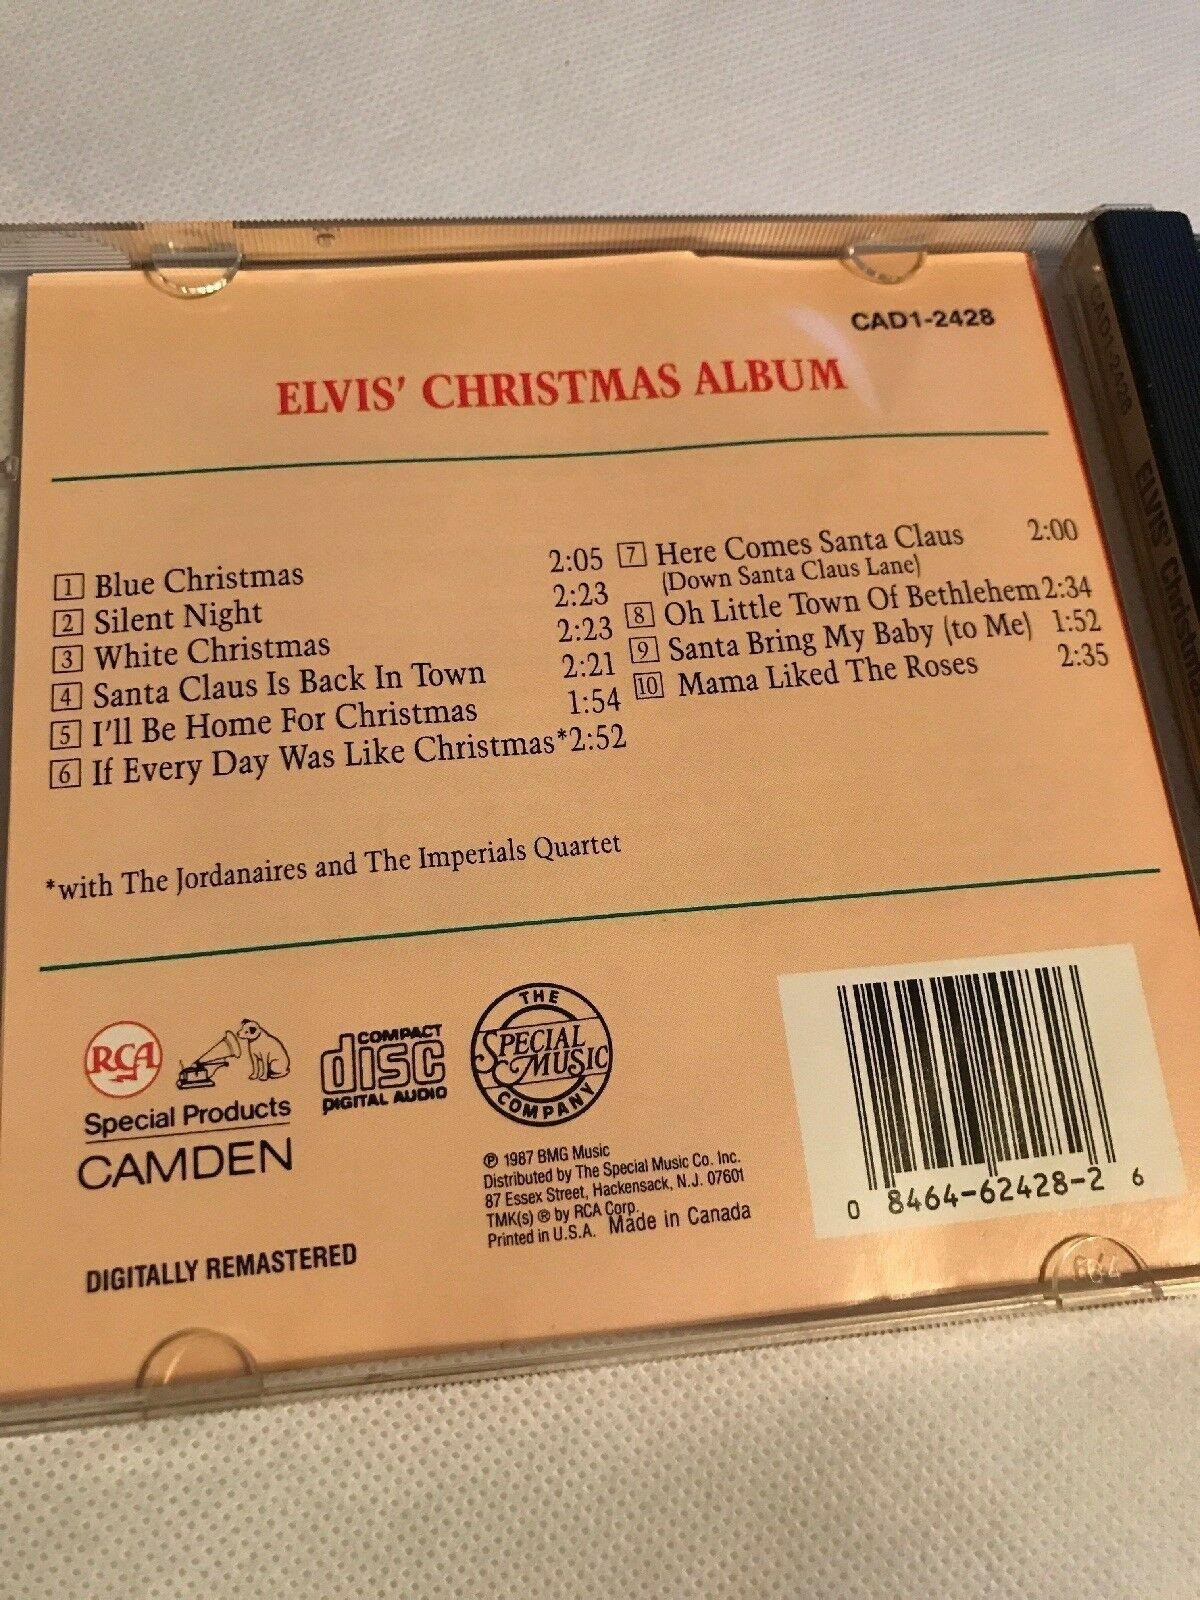 CAD1-2428
ELVIS' CHRISTMAS ALBUM
1 Blue Christmas 2:05
2 Silent Night 2:23
3 White Christmas 2:23
4 Santa Claus Is Back In Town 2:21
5 I'll Be Home For Christmas 1:54
6 If Every Day Was Like Christmas* 2:52
7 Here Comes Santa Claus 2:00
(Down Santa Claus Lane)
8 Oh Little Town Of Bethlehem 2:34
9 Santa Bring My Baby (to Me) 1:52
10 Mama Liked The Roses 2:35
*with The Jordanaires and The Imperials Quartet
RCA
Special Products
CAMDEN
COMPACT
disc
DIGITAL AUDIO
THE
SPECIAL
MUSIC
COMPANY
℗ 1987 BMG Music
Distributed by The Special Music Co. Inc.
87 Essex Street, Hackensack, N.J. 07601
TMK(s) ® by RCA Corp.
Printed in U.S.A. Made in Canada
DIGITALLY REMASTERED
0 8464-62428-2 6
CAD1-2428
ELVIS' Christmas